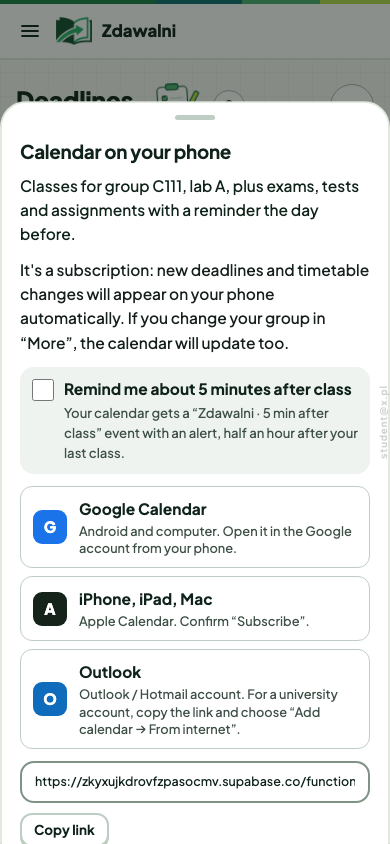 Zdawalni
Deadlines
Calendar on your phone
Classes for group C111, lab A, plus exams, tests
and assignments with a reminder the day
before.
It's a subscription: new deadlines and timetable
changes will appear on your phone
automatically. If you change your group in
“More”, the calendar will update too.
Remind me about 5 minutes after class
Your calendar gets a “Zdawalni · 5 min after
class” event with an alert, half an hour after your
last class.
student@x.pl
G
Google Calendar
Android and computer. Open it in the Google
account from your phone.
A
iPhone, iPad, Mac
Apple Calendar. Confirm “Subscribe”.
O
Outlook
Outlook / Hotmail account. For a university
account, copy the link and choose “Add
calendar → From internet”.
https://zkyxujkdrovfzpasocmv.supabase.co/function
Copy link